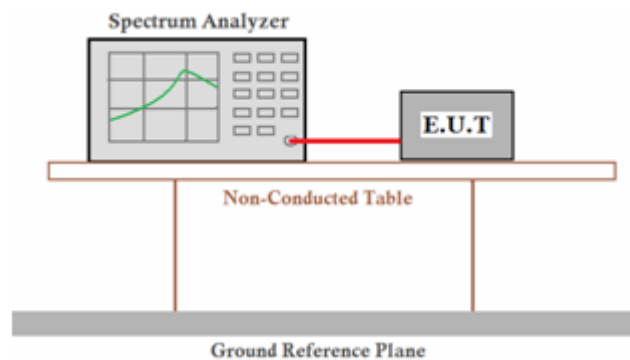 Spectrum Analyzer
E.U.T
Non-Conducted Table
Ground Reference Plane